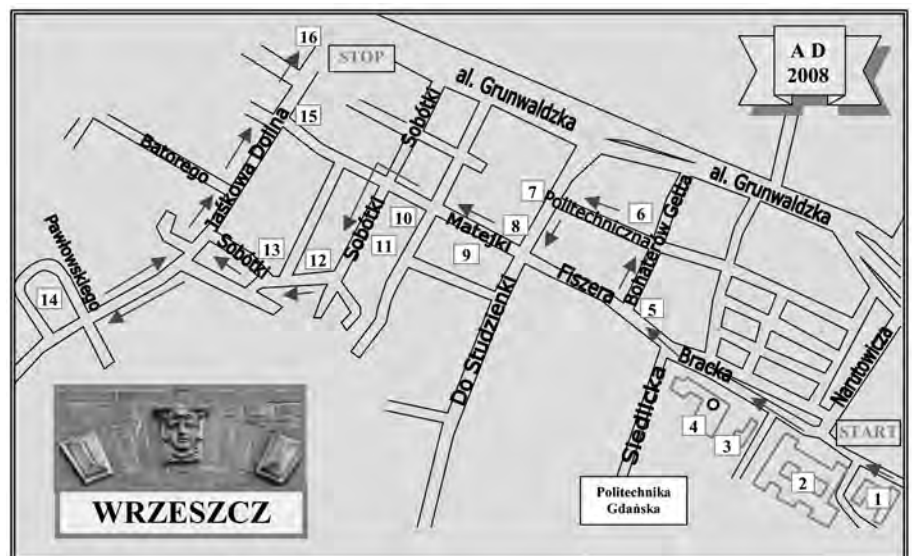 16
STOP
A D
2008
al. Grunwaldzka
Sobótki
15
Jaśkowa Dolina
Batorego
al. Grunwaldzka
7
Politechniczna
6
Bohaterów Getta
10
8
Matejki
Pawłowskiego
Sobótki
13
12
Sobótki
11
9
Fiszera
14
5
Do Studzienki
Bracka
Narutowicza
Siedlicka
4
3
START
2
1
Politechnika
Gdańska
WRZESZCZ